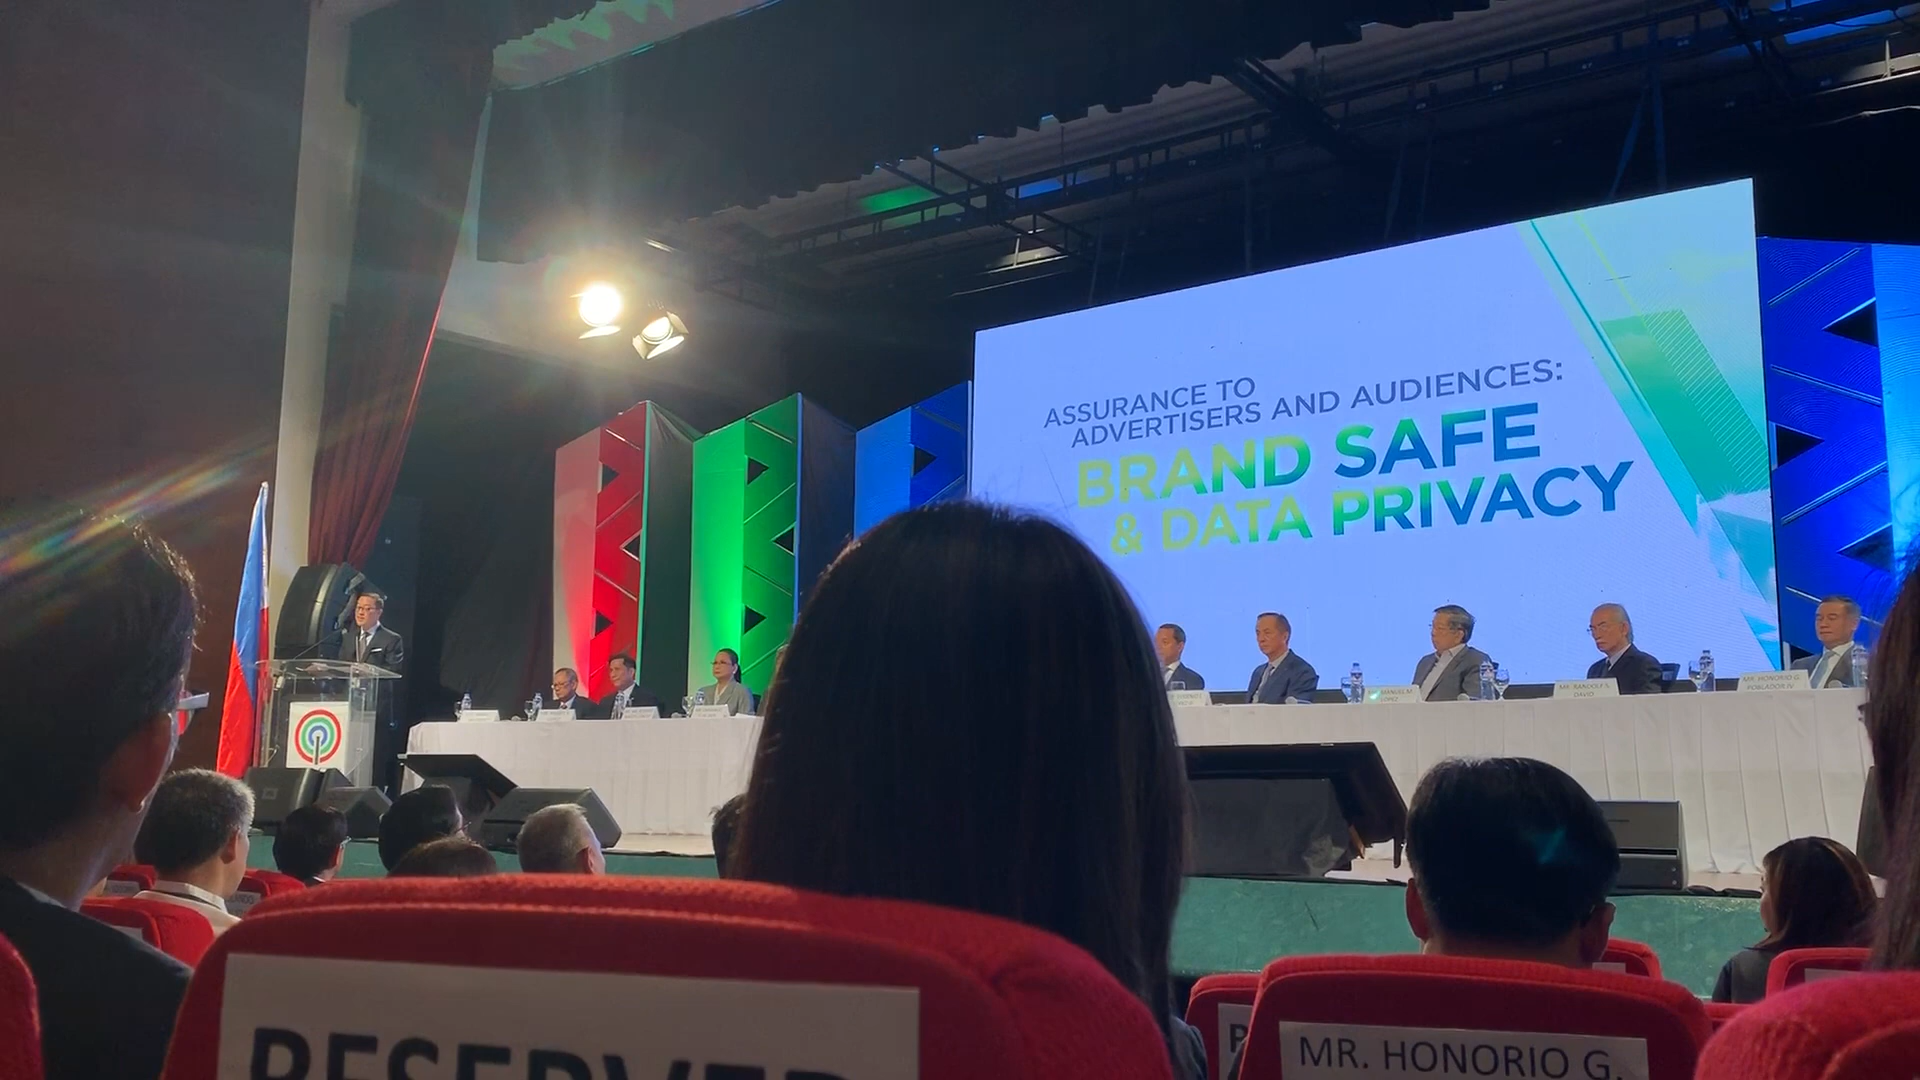 ASSURANCE TO
ADVERTISERS AND AUDIENCES:
BRAND SAFE
& DATA PRIVACY
MR. RANDOLF S.
DAVID
MR. HONORIO G.
POBLADOR IV
RESERVED
MR. HONORIO G.